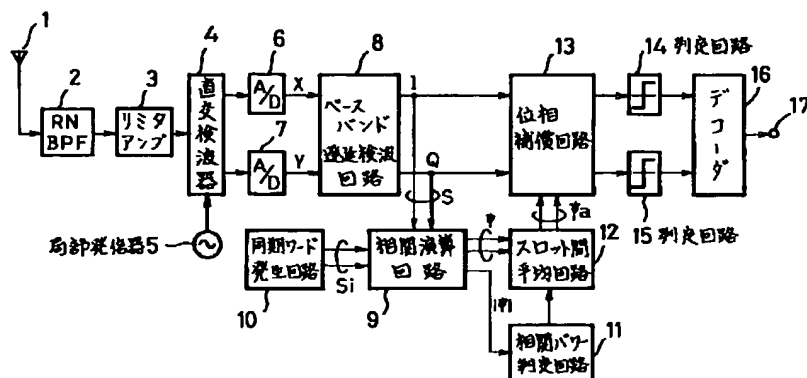 1
2
RN
BPF
3
リミタ
アンプ
4
直交検波器
局部発信器5
6
A/D
7
A/D
X
Y
8
ベース
バンド
遅延検波
回路
I
Q
S
同期ワード
発生回路
10
Si
相関演算
回路
9
ψ
|ψ|
13
位相
補償回路
ψa
スロット間
平均回路
12
相関パワー
判定回路
11
14 判定回路
15 判定回路
デコーダ
16
17